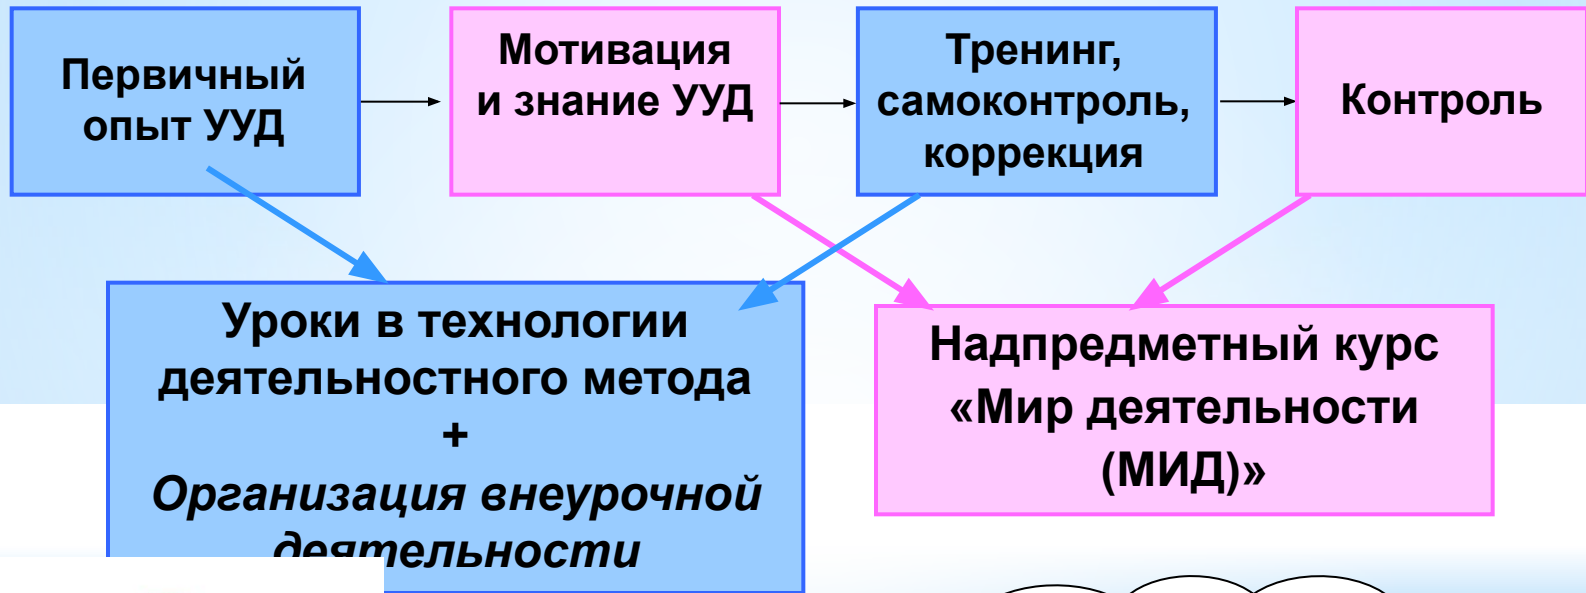 Первичный
опыт УУД
Мотивация
и знание УУД
Тренинг,
самоконтроль,
коррекция
Контроль
Уроки в технологии
деятельностного метода
+
Организация внеурочной
деятельности
Надпредметный курс
«Мир деятельности
(МИД)»